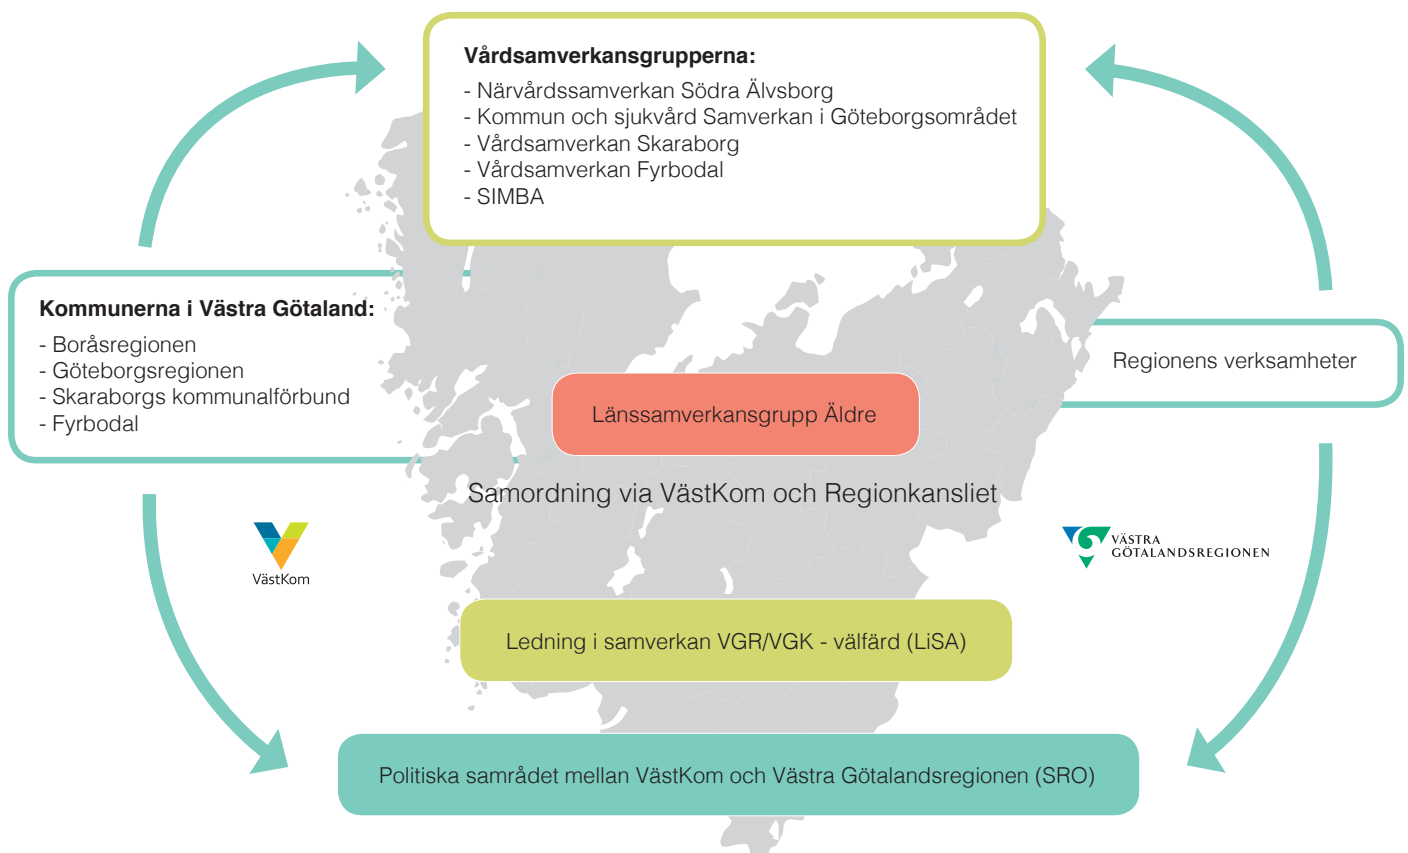 Vårdsamverkansgrupperna:
- Närvårdssamverkan Södra Älvsborg
- Kommun och sjukvård Samverkan i Göteborgsområdet
- Vårdsamverkan Skaraborg
- Vårdsamverkan Fyrbodal
- SIMBA
Kommunerna i Västra Götaland:
- Boråsregionen
- Göteborgsregionen
- Skaraborgs kommunalförbund
- Fyrbodal
Regionens verksamheter
Länssamverkansgrupp Äldre
Samordning via VästKom och Regionkansliet
VästKom
VÄSTRA
GÖTALANDSREGIONEN
Ledning i samverkan VGR/VGK - välfärd (LiSA)
Politiska samrådet mellan VästKom och Västra Götalandsregionen (SRO)